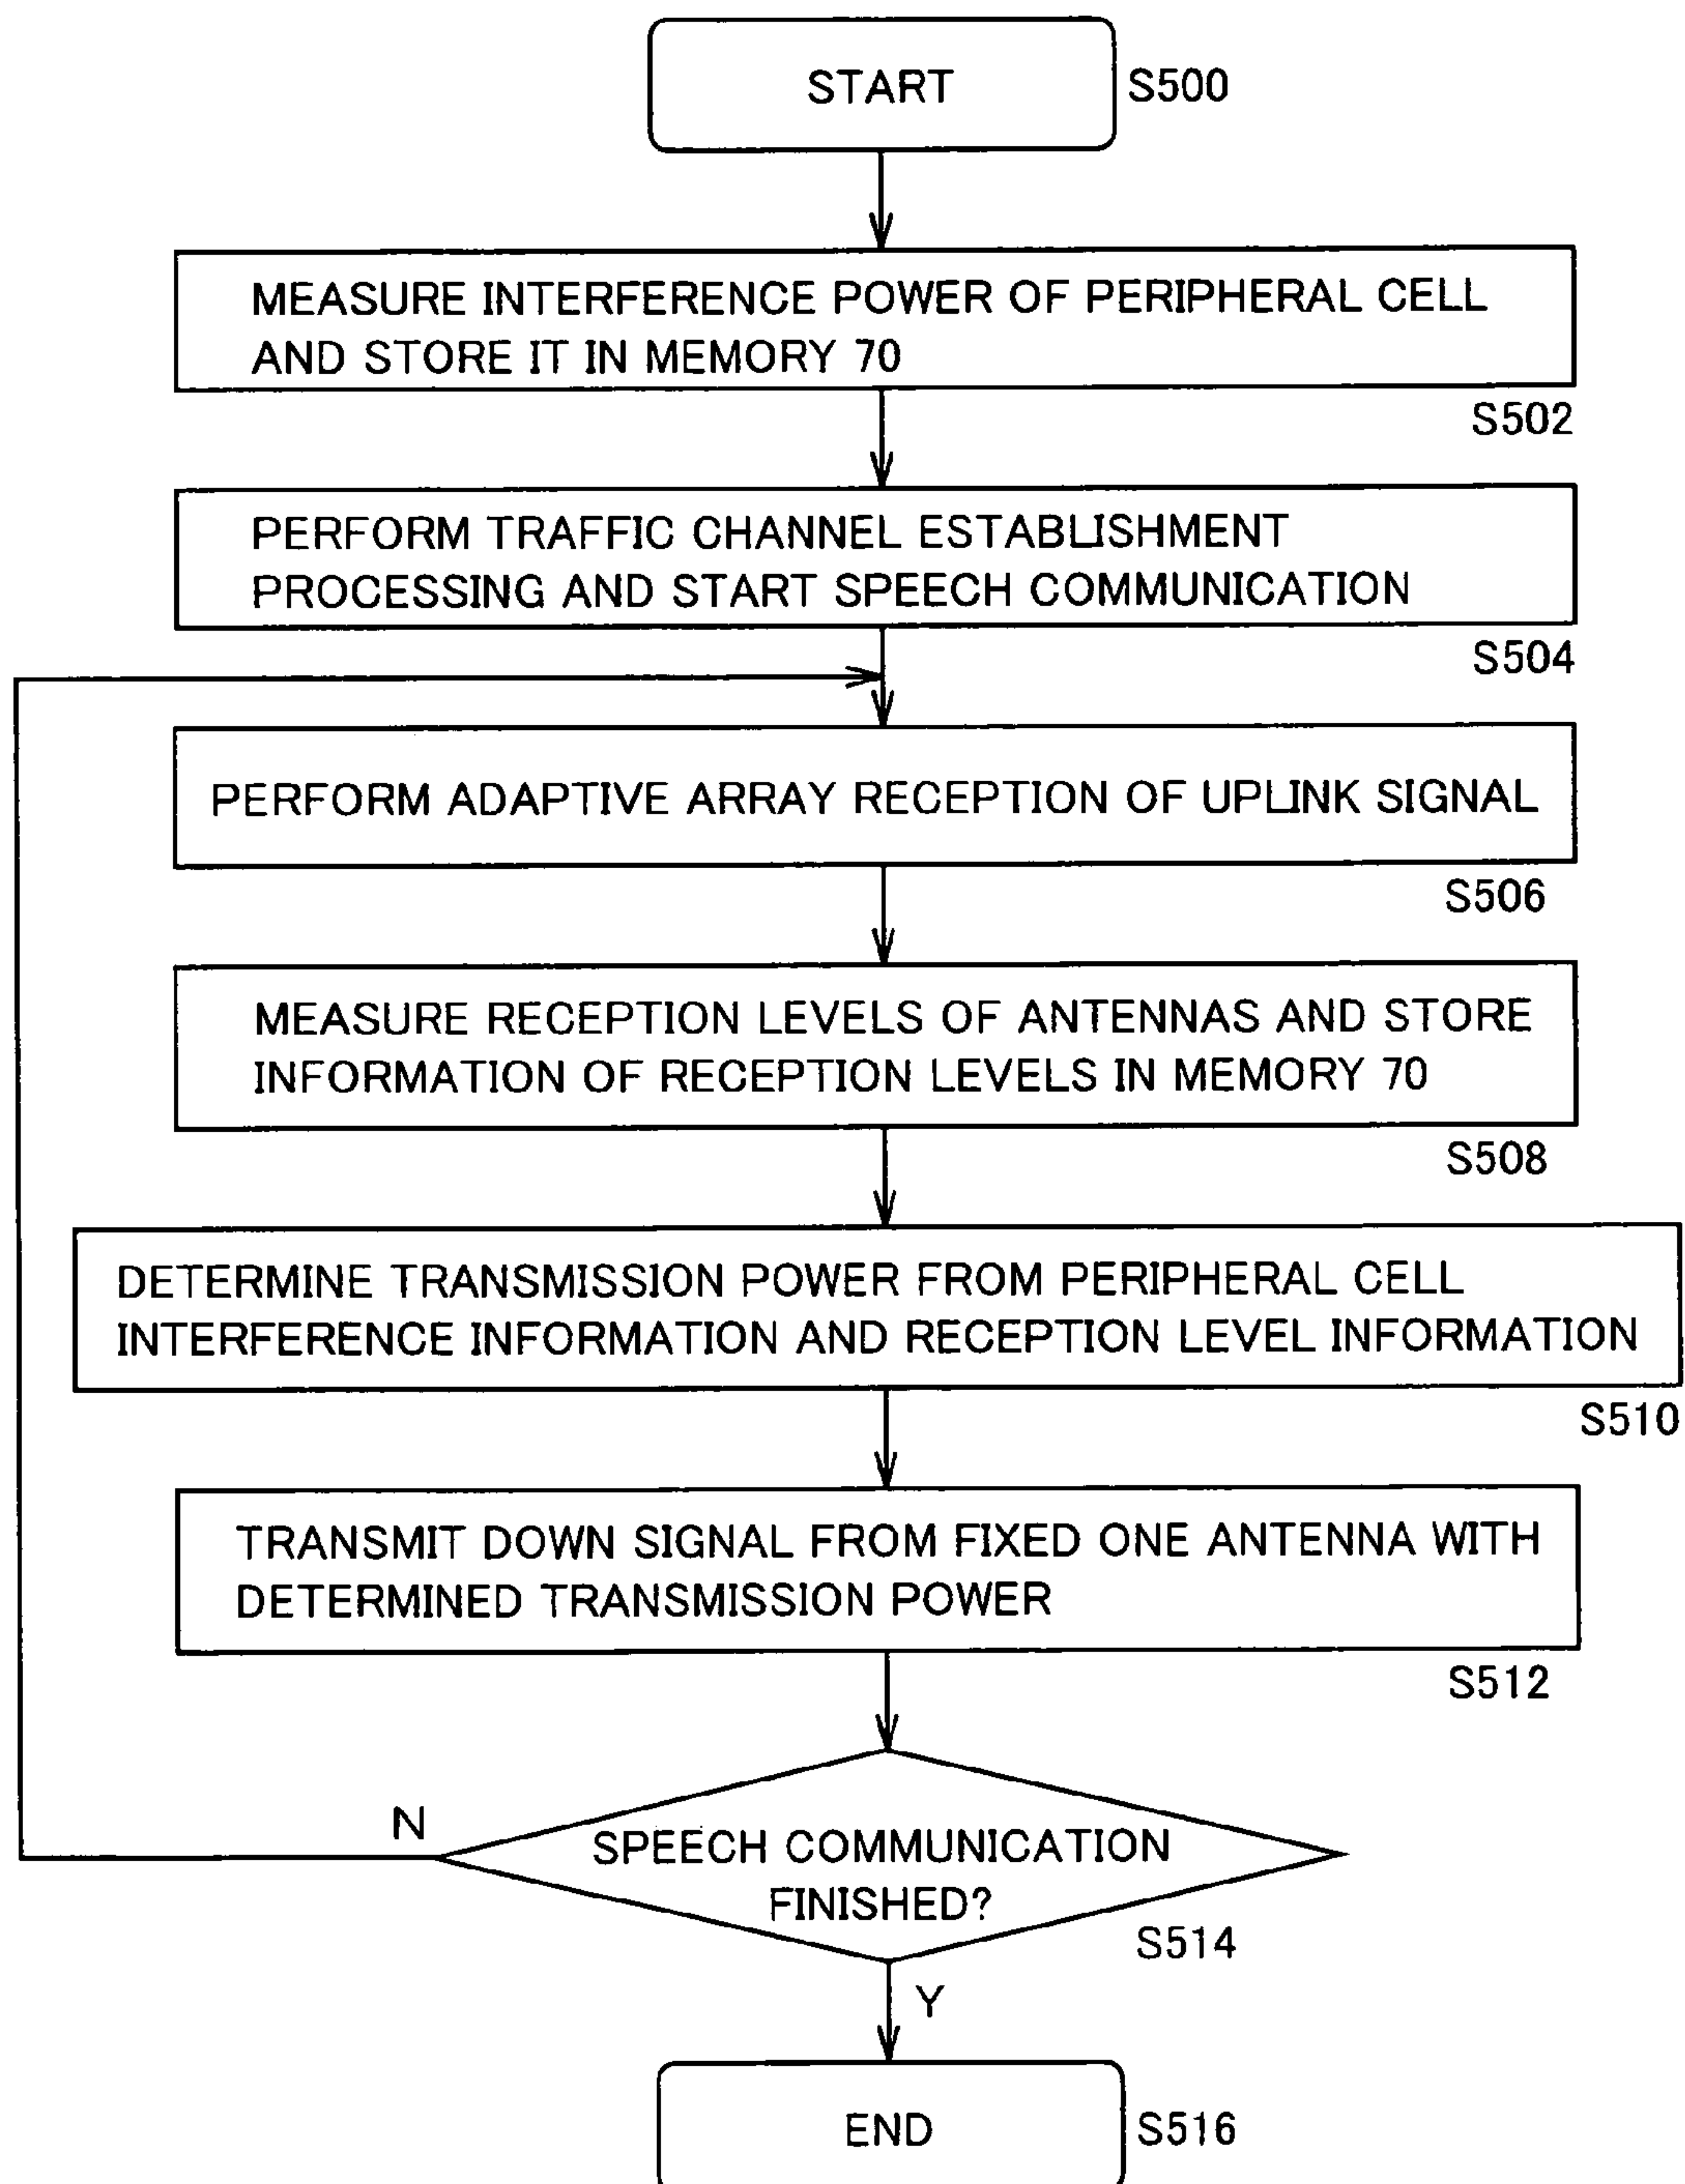 START
S500
MEASURE INTERFERENCE POWER OF PERIPHERAL CELL
AND STORE IT IN MEMORY 70
S502
PERFORM TRAFFIC CHANNEL ESTABLISHMENT
PROCESSING AND START SPEECH COMMUNICATION
S504
PERFORM ADAPTIVE ARRAY RECEPTION OF UPLINK SIGNAL
S506
MEASURE RECEPTION LEVELS OF ANTENNAS AND STORE
INFORMATION OF RECEPTION LEVELS IN MEMORY 70
S508
DETERMINE TRANSMISSION POWER FROM PERIPHERAL CELL
INTERFERENCE INFORMATION AND RECEPTION LEVEL INFORMATION
S510
TRANSMIT DOWN SIGNAL FROM FIXED ONE ANTENNA WITH
DETERMINED TRANSMISSION POWER
S512
N
SPEECH COMMUNICATION
FINISHED?
S514
Y
END
S516